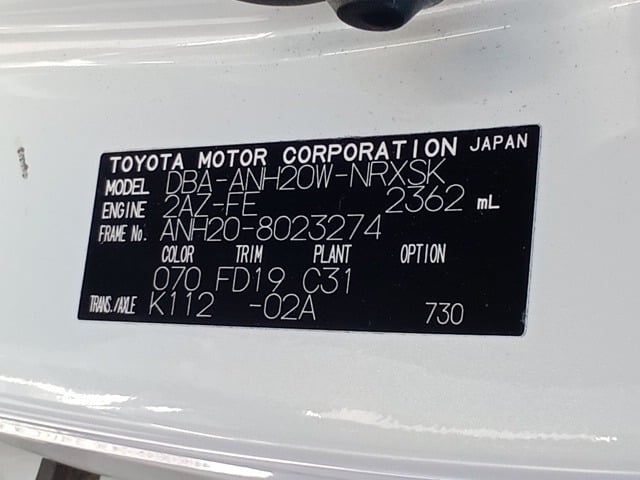 TOYOTA MOTOR CORPORATION JAPAN
MODEL DBA-ANH20W-NRXSK
ENGINE 2AZ-FE 2362 mL
FRAME No. ANH20-8023274
COLOR TRIM PLANT OPTION
070 FD19 C31
TRANS./AXLE K112 -02A 730